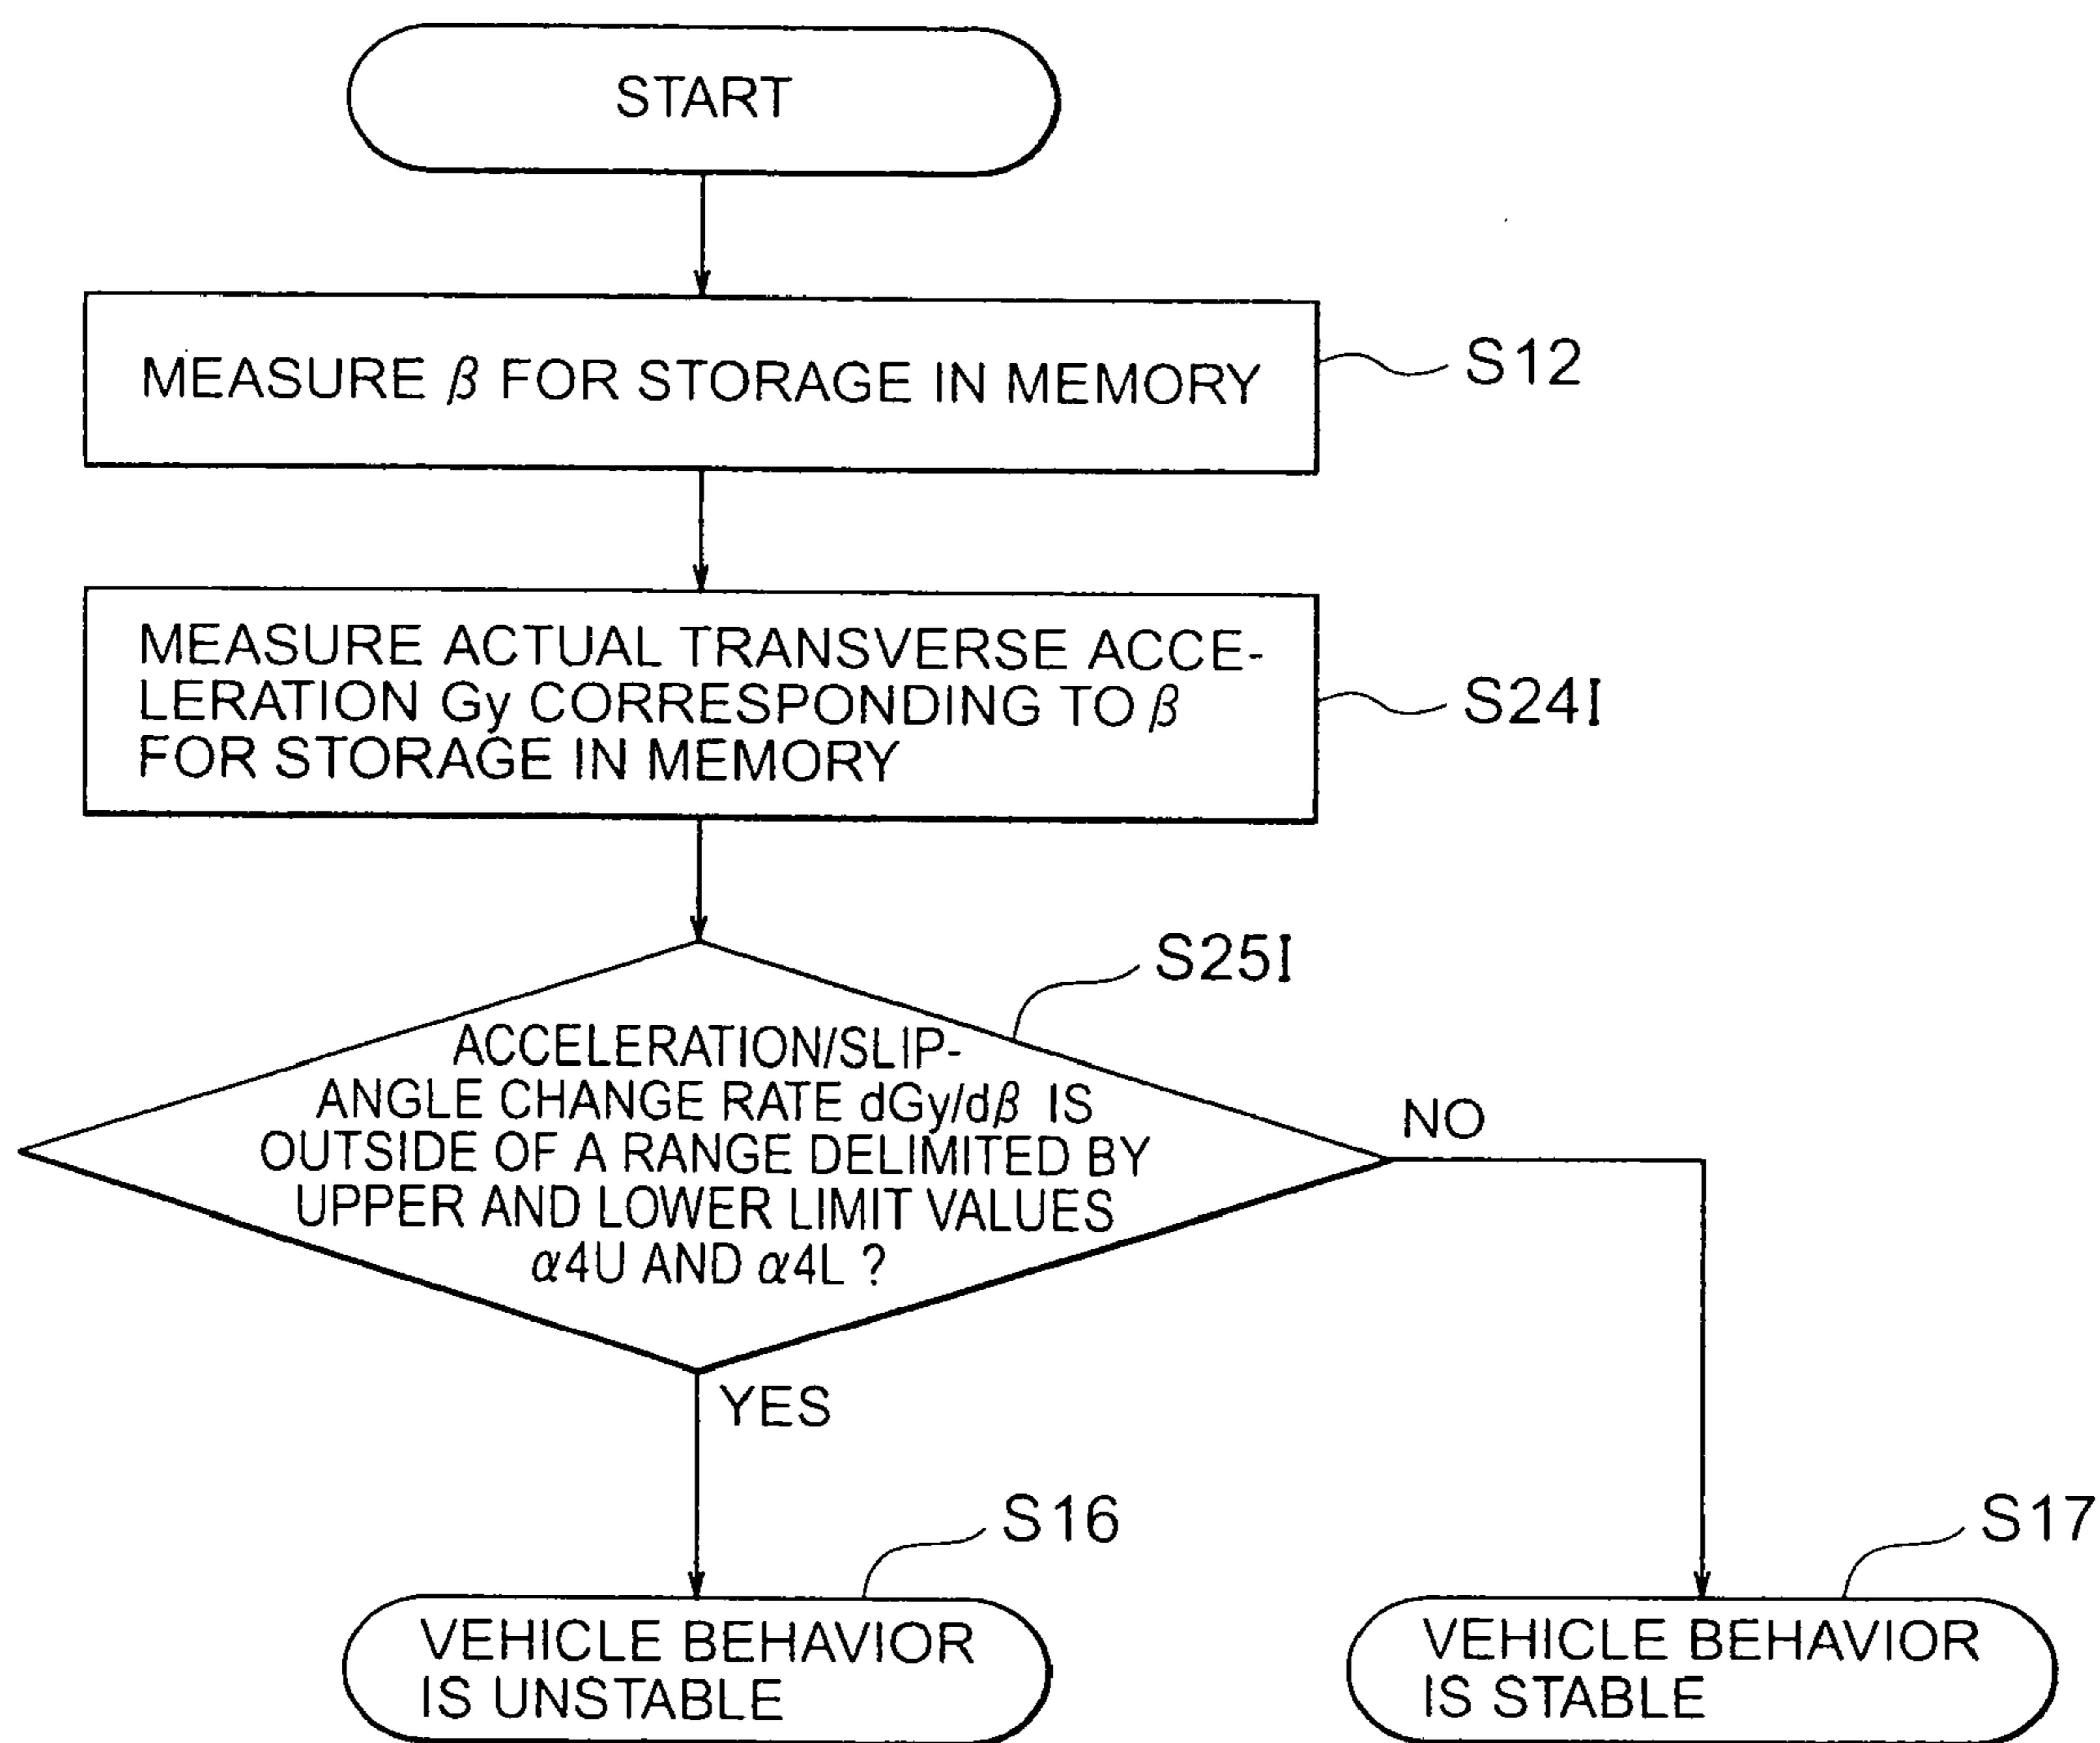 START
MEASURE β FOR STORAGE IN MEMORY
S12
MEASURE ACTUAL TRANSVERSE ACCE-
LERATION Gy CORRESPONDING TO β
FOR STORAGE IN MEMORY
S24I
S25I
ACCELERATION/SLIP-
ANGLE CHANGE RATE dGy/dβ IS
OUTSIDE OF A RANGE DELIMITED BY
UPPER AND LOWER LIMIT VALUES
α4U AND α4L ?
NO
YES
S16
VEHICLE BEHAVIOR
IS UNSTABLE
S17
VEHICLE BEHAVIOR
IS STABLE